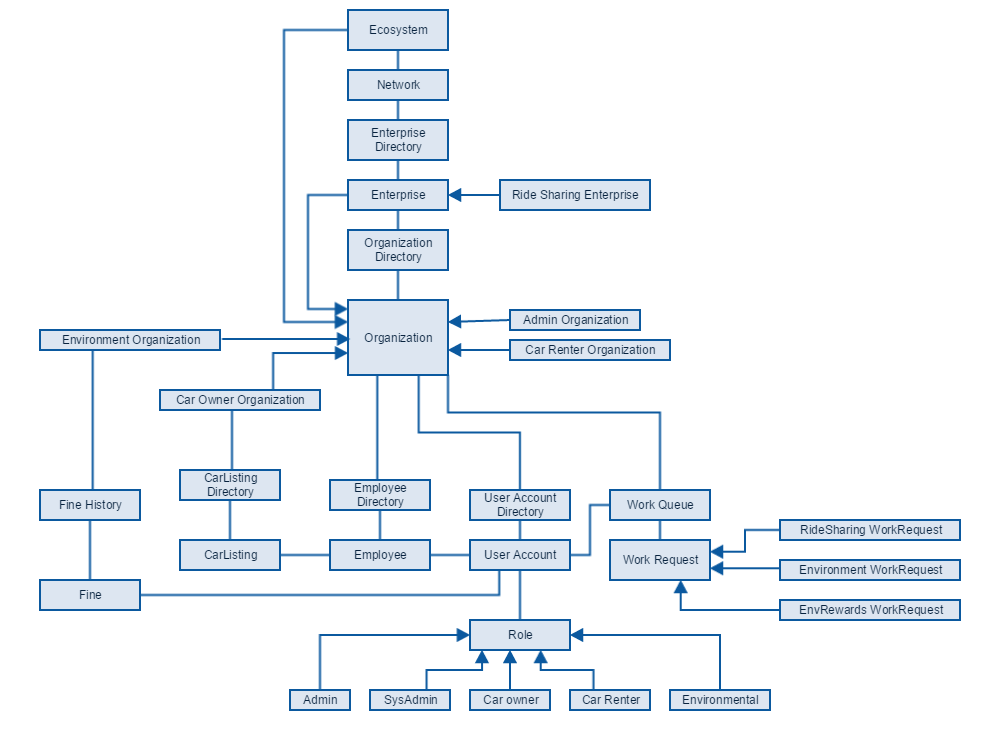 Ecosystem
Network
Enterprise
Directory
Enterprise
Ride Sharing Enterprise
Organization
Directory
Organization
Admin Organization
Car Renter Organization
Environment Organization
Car Owner Organization
CarListing
Directory
Employee
Directory
User Account
Directory
Work Queue
Fine History
RideSharing WorkRequest
CarListing
Employee
User Account
Work Request
Environment WorkRequest
Fine
EnvRewards WorkRequest
Role
Admin
SysAdmin
Car owner
Car Renter
Environmental